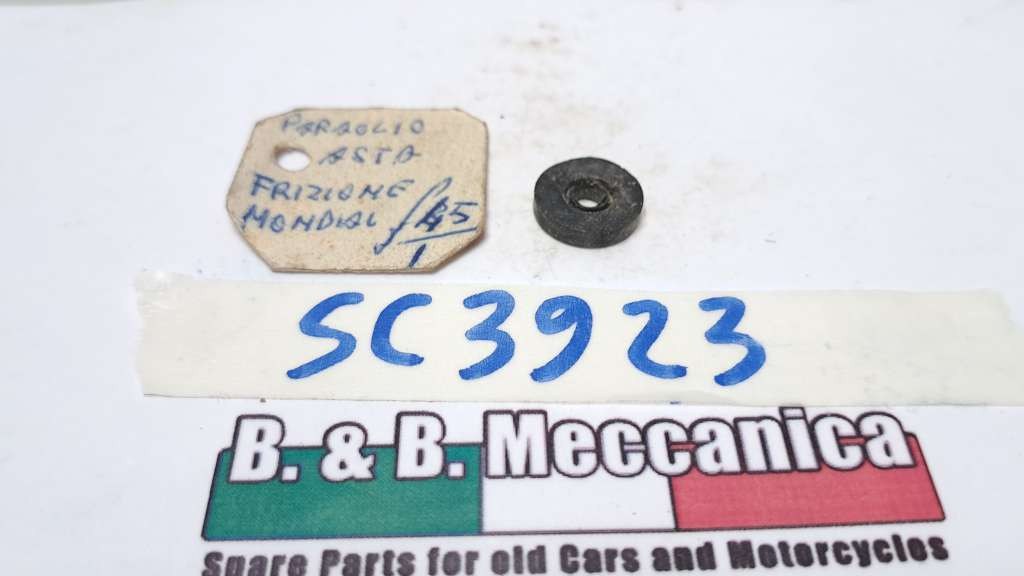 PARAOLIO
ASTA
FRIZIONE
MONDIAL
SC3923
B. & B. Meccanica
Spare Parts for old Cars and Motorcycles